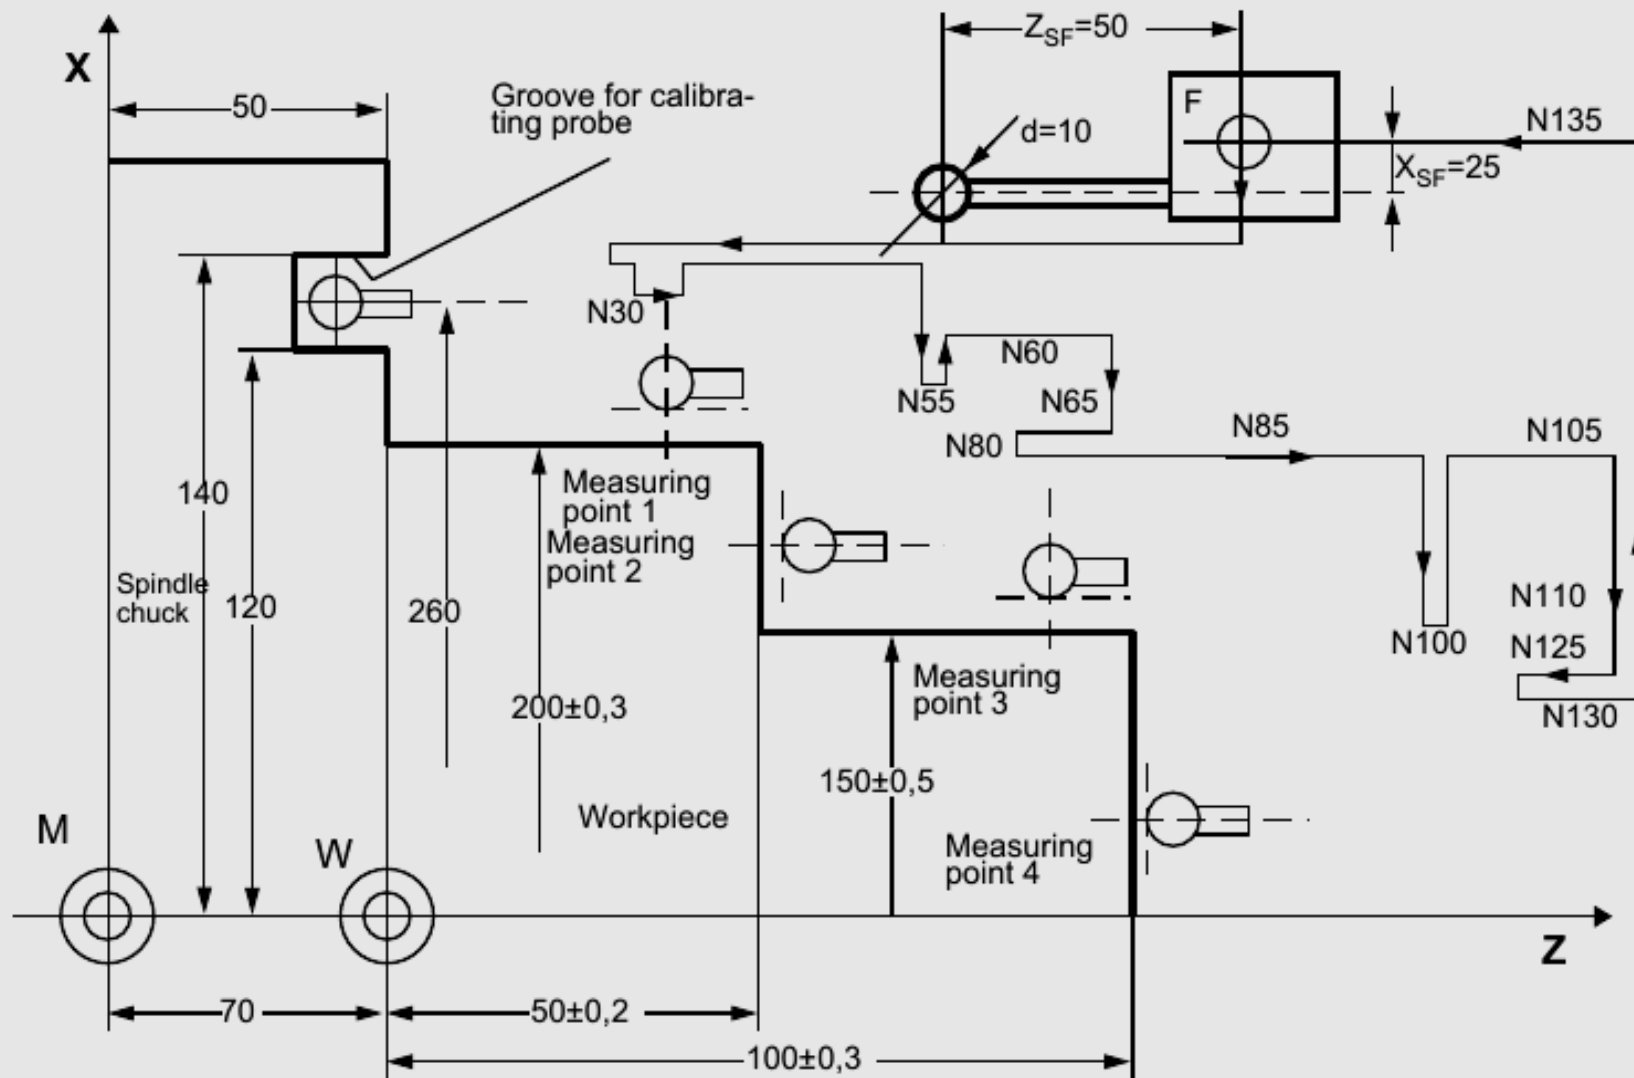 X
50
Groove for calibra-
ting probe
Z_SF=50
d=10
F
N135
X_SF=25
N30
N60
N55
N65
N80
N85
N105
140
Measuring
point 1
Measuring
point 2
Spindle
chuck
120
260
N110
N100
N125
N130
200±0,3
Measuring
point 3
150±0,5
Workpiece
Measuring
point 4
M
W
Z
70
50±0,2
100±0,3